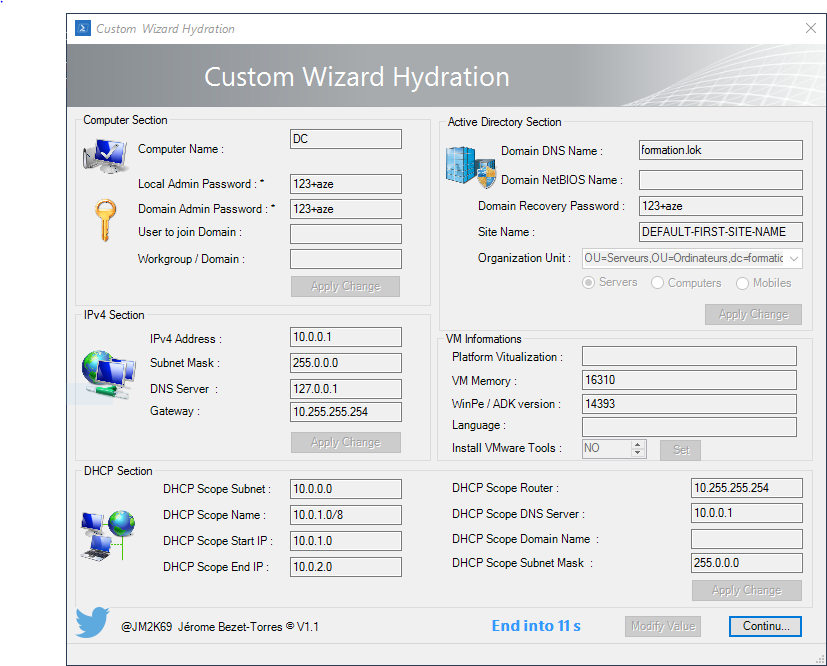 Custom Wizard Hydration
Custom Wizard Hydration
Computer Section
Computer Name : DC
Local Admin Password : * 123+aze
Domain Admin Password : * 123+aze
User to join Domain :
Workgroup / Domain :
Apply Change
Active Directory Section
Domain DNS Name : formation.lok
Domain NetBIOS Name :
Domain Recovery Password : 123+aze
Site Name : DEFAULT-FIRST-SITE-NAME
Organization Unit : OU=Serveurs,OU=Ordinateurs,dc=formatic
Servers Computers Mobiles
Apply Change
IPv4 Section
IPv4 Address : 10.0.0.1
Subnet Mask : 255.0.0.0
DNS Server : 127.0.0.1
Gateway : 10.255.255.254
Apply Change
VM Informations
Platform Vitualization :
VM Memory : 16310
WinPe / ADK version : 14393
Language :
Install VMware Tools : NO Set
DHCP Section
DHCP Scope Subnet : 10.0.0.0
DHCP Scope Name : 10.0.1.0/8
DHCP Scope Start IP : 10.0.1.0
DHCP Scope End IP : 10.0.2.0
DHCP Scope Router : 10.255.255.254
DHCP Scope DNS Server : 10.0.0.1
DHCP Scope Domain Name :
DHCP Scope Subnet Mask : 255.0.0.0
Apply Change
@JM2K69 Jérome Bezet-Torres © V1.1 End into 11 s Modify Value Continu...